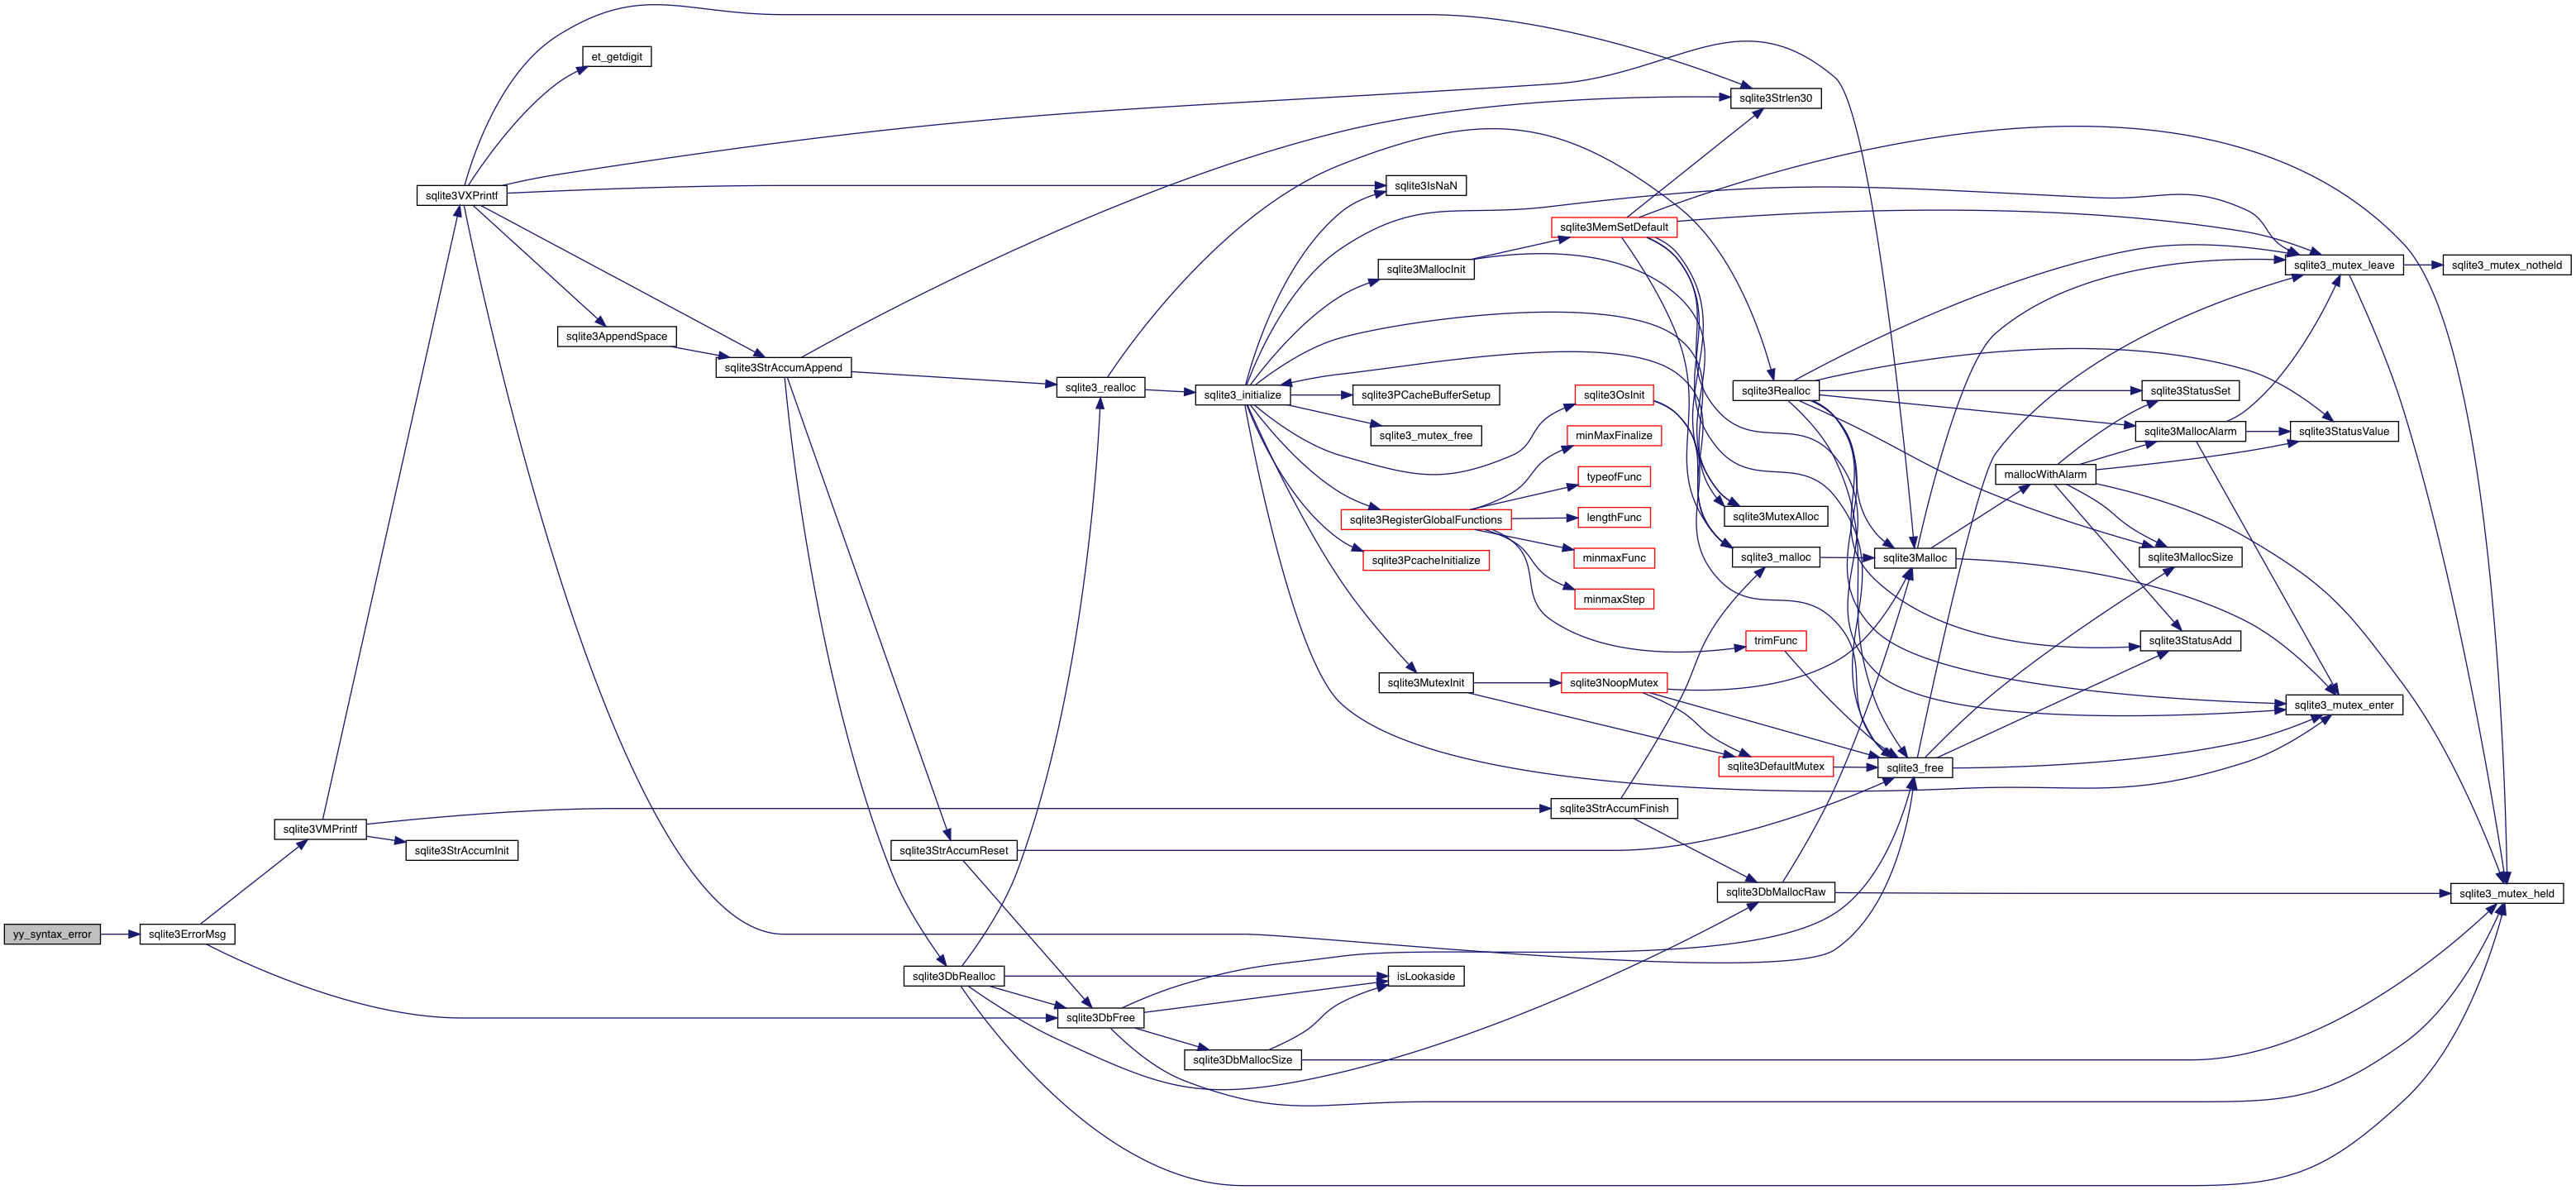 et_getdigit
sqlite3Strlen30
sqlite3VXPrintf
sqlite3IsNaN
sqlite3MemSetDefault
sqlite3MallocInit
sqlite3_mutex_leave
sqlite3_mutex_notheld
sqlite3AppendSpace
sqlite3StrAccumAppend
sqlite3_realloc
sqlite3_initialize
sqlite3PCacheBufferSetup
sqlite3OsInit
sqlite3Realloc
sqlite3StatusSet
sqlite3_mutex_free
minMaxFinalize
sqlite3MallocAlarm
sqlite3StatusValue
typeofFunc
mallocWithAlarm
sqlite3RegisterGlobalFunctions
lengthFunc
sqlite3MutexAlloc
sqlite3PcacheInitialize
minmaxFunc
sqlite3_malloc
sqlite3Malloc
sqlite3MallocSize
minmaxStep
trimFunc
sqlite3StatusAdd
sqlite3MutexInit
sqlite3NoopMutex
sqlite3_mutex_enter
sqlite3DefaultMutex
sqlite3_free
sqlite3VMPrintf
sqlite3StrAccumInit
sqlite3StrAccumFinish
sqlite3StrAccumReset
sqlite3DbMallocRaw
sqlite3_mutex_held
yy_syntax_error
sqlite3ErrorMsg
sqlite3DbRealloc
isLookaside
sqlite3DbFree
sqlite3DbMallocSize